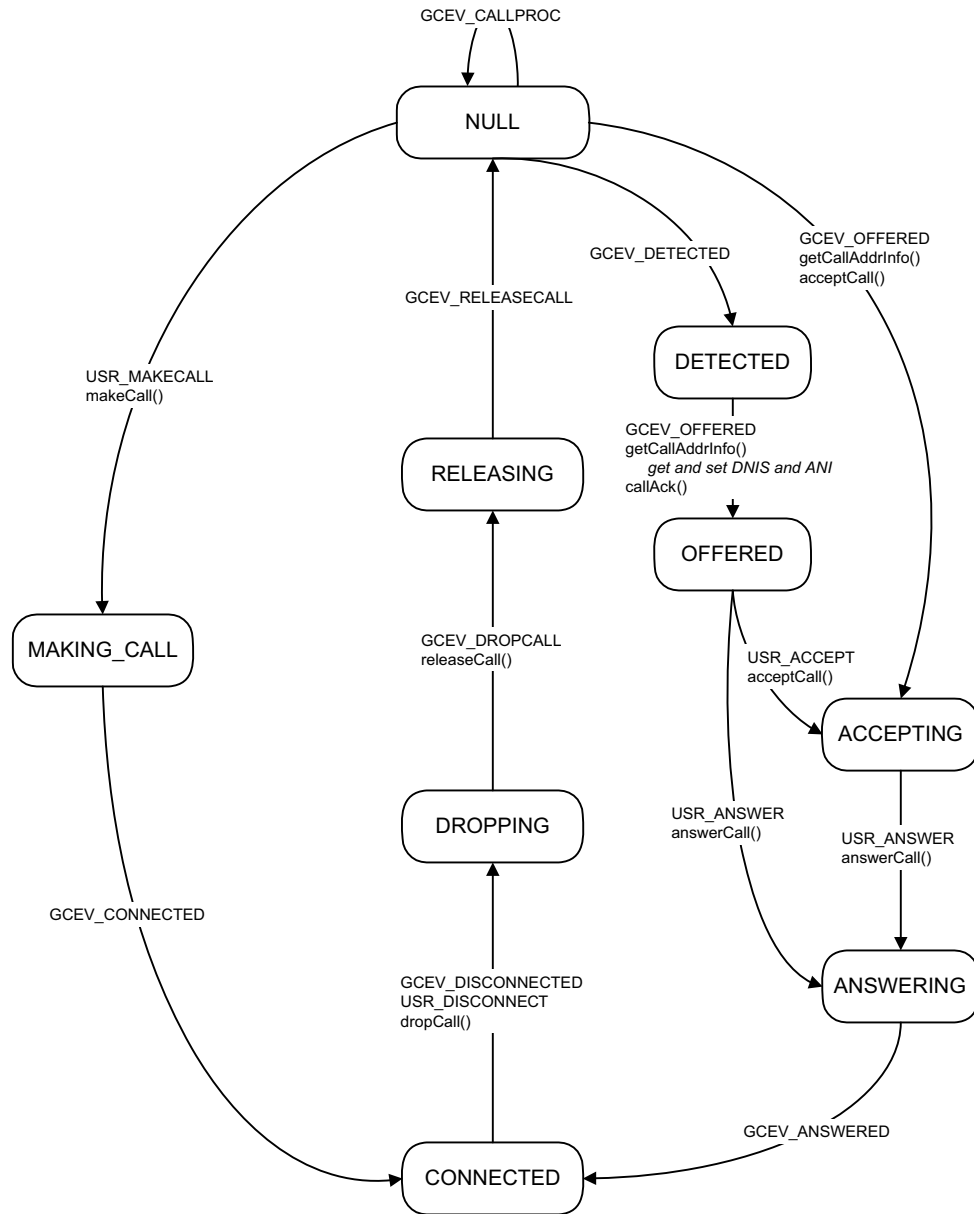 GCEV_CALLPROC
NULL
GCEV_OFFERED
getCallAddrInfo()
acceptCall()
GCEV_DETECTED
GCEV_RELEASECALL
DETECTED
USR_MAKECALL
makeCall()
GCEV_OFFERED
getCallAddrInfo()
get and set DNIS and ANI
callAck()
RELEASING
OFFERED
MAKING_CALL
GCEV_DROPCALL
releaseCall()
USR_ACCEPT
acceptCall()
ACCEPTING
DROPPING
USR_ANSWER
answerCall()
USR_ANSWER
answerCall()
GCEV_CONNECTED
GCEV_DISCONNECTED
USR_DISCONNECT
dropCall()
ANSWERING
GCEV_ANSWERED
CONNECTED